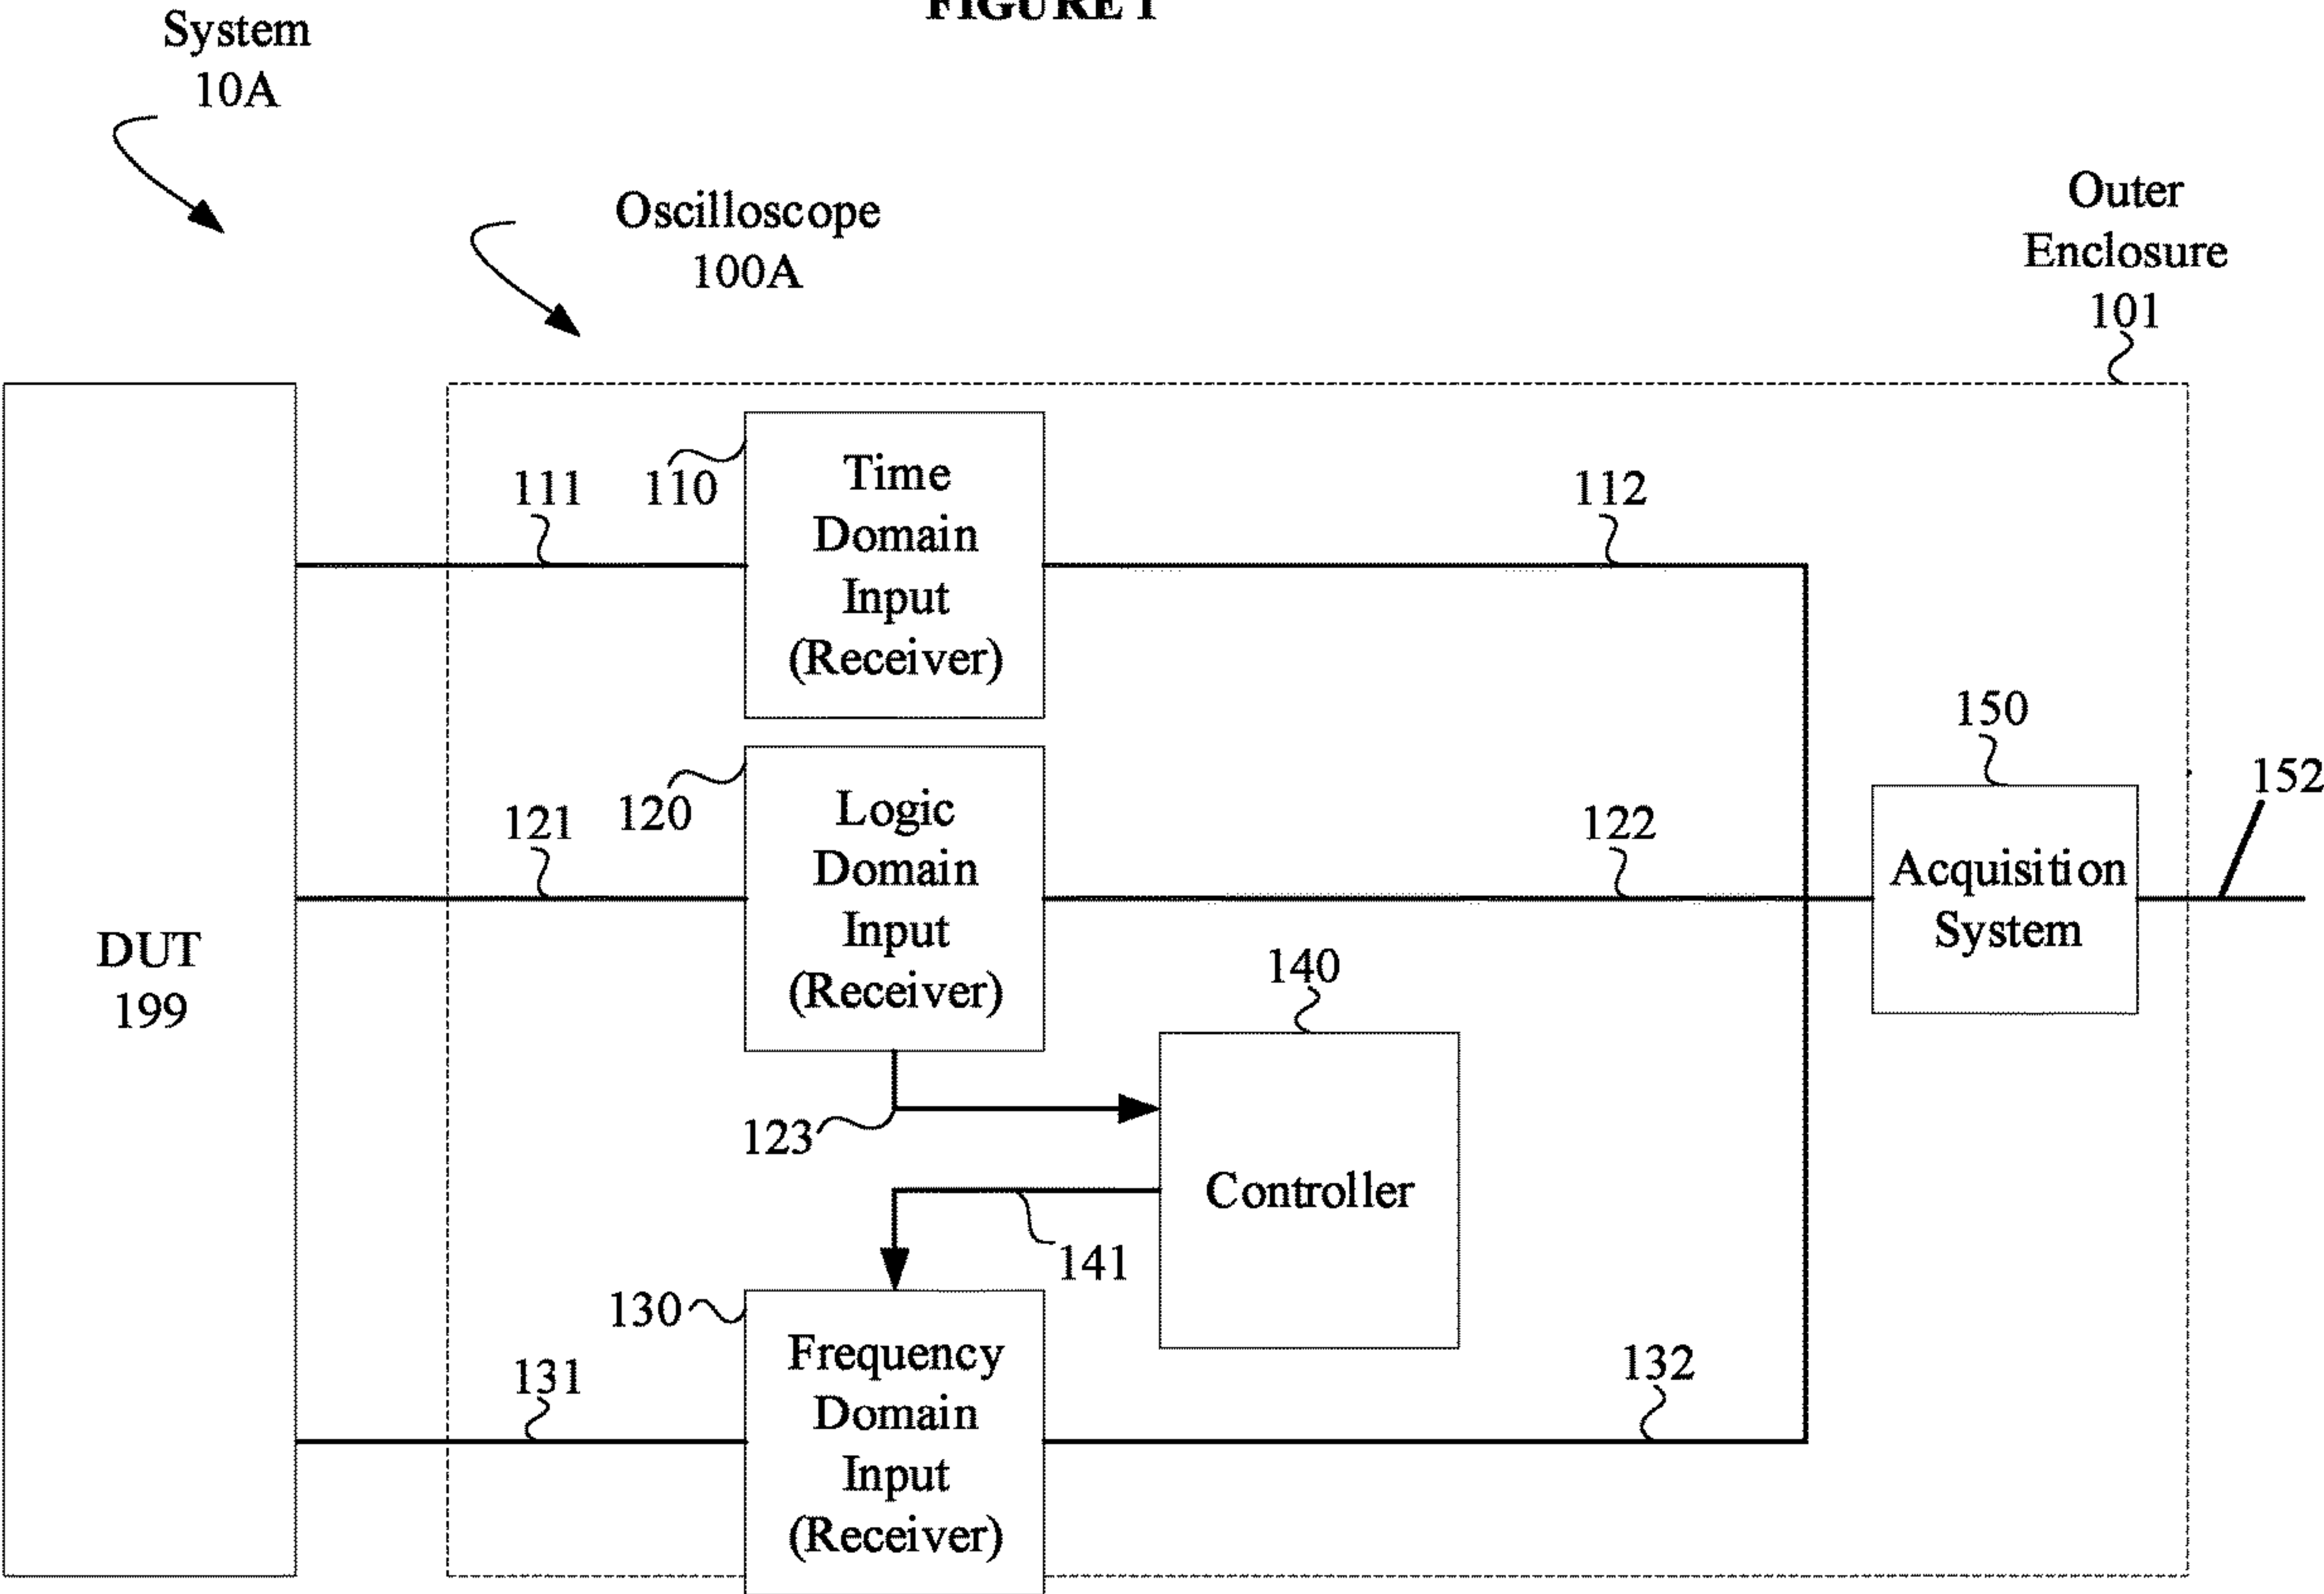 FIGURE 1
System
10A
Oscilloscope
100A
Outer
Enclosure
101
Time
Domain
Input
(Receiver)
110
111
112
Logic
Domain
Input
(Receiver)
120
121
122
150
152
Acquisition
System
DUT
199
140
123
Controller
141
130
Frequency
Domain
Input
(Receiver)
131
132